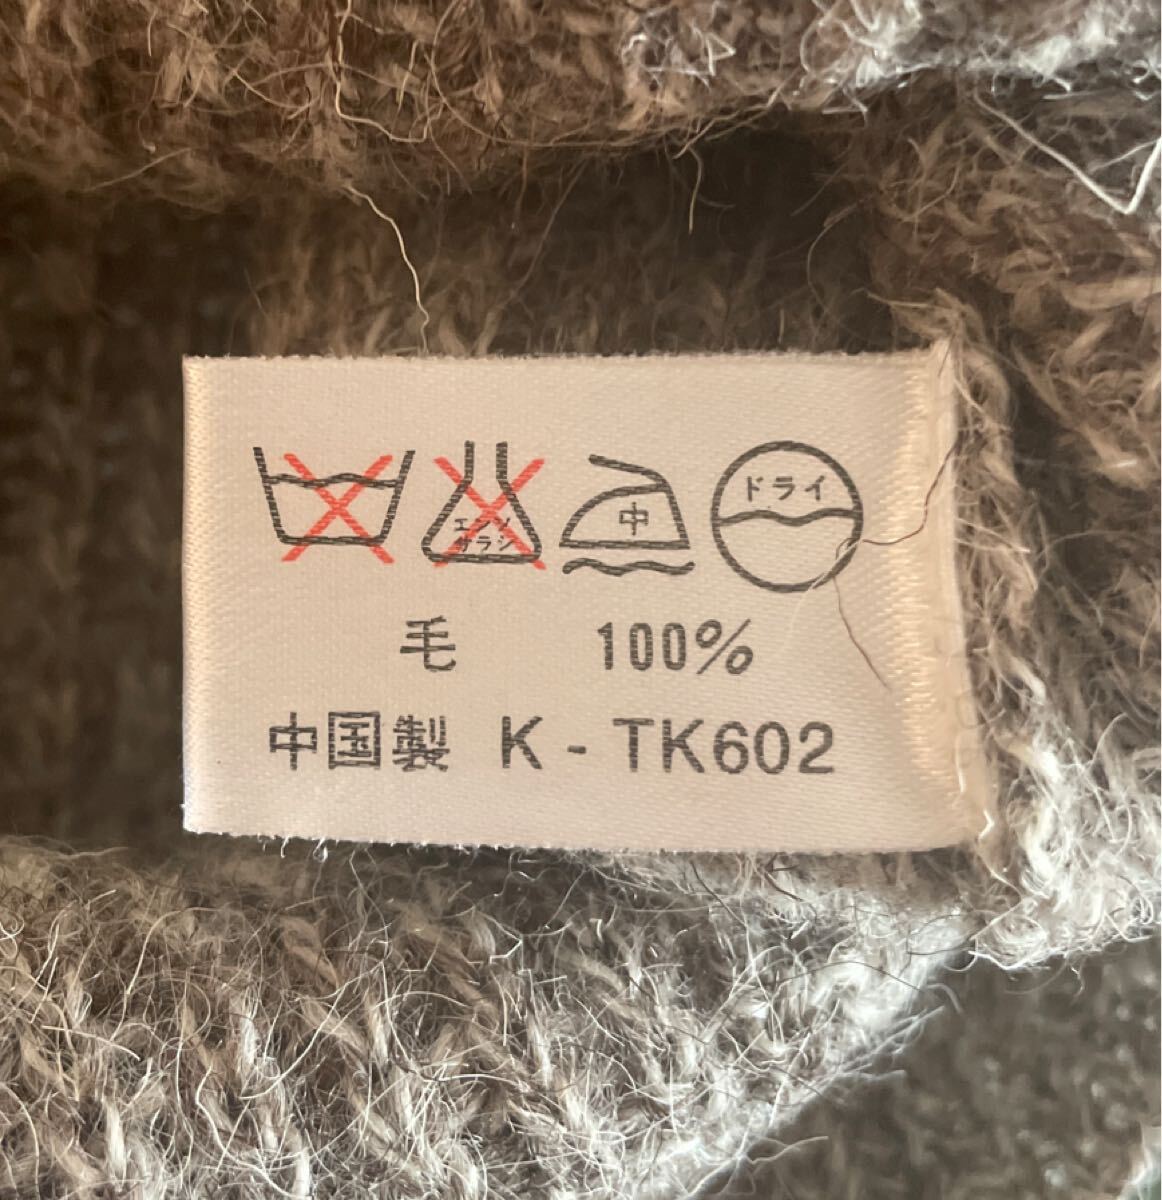 エンソ サラシ 中 ドライ
毛 100%
中国製 K - TK602